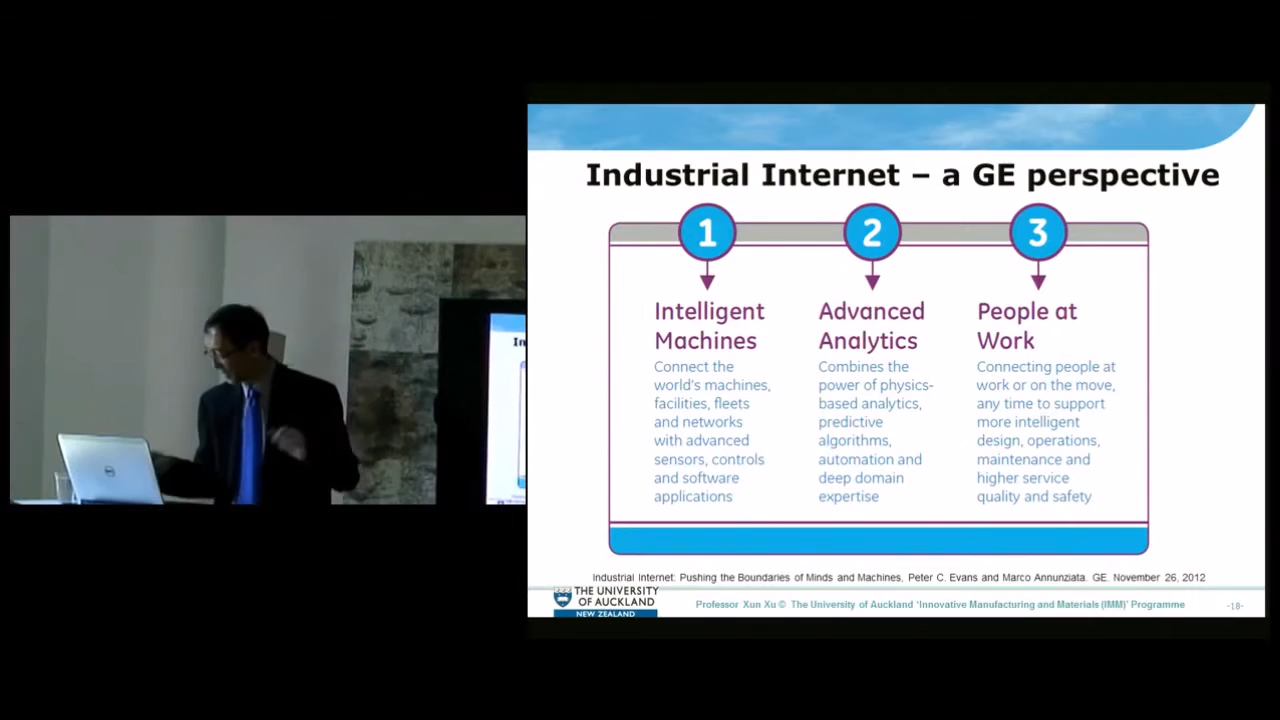 Industrial Internet – a GE perspective
1
2
3
Intelligent
Machines
Connect the
world's machines,
facilities, fleets
and networks
with advanced
sensors, controls
and software
applications
Advanced
Analytics
Combines the
power of physics-
based analytics,
predictive
algorithms,
automation and
deep domain
expertise
People at
Work
Connecting people at
work or on the move,
any time to support
more intelligent
design, operations,
maintenance and
higher service
quality and safety
Industrial Internet: Pushing the Boundaries of Minds and Machines, Peter C. Evans and Marco Annunziata. GE. November 26, 2012
THE UNIVERSITY
OF AUCKLAND
NEW ZEALAND
Professor Xun Xu © The University of Auckland 'Innovative Manufacturing and Materials (IMM)' Programme
-18-
In
DELL